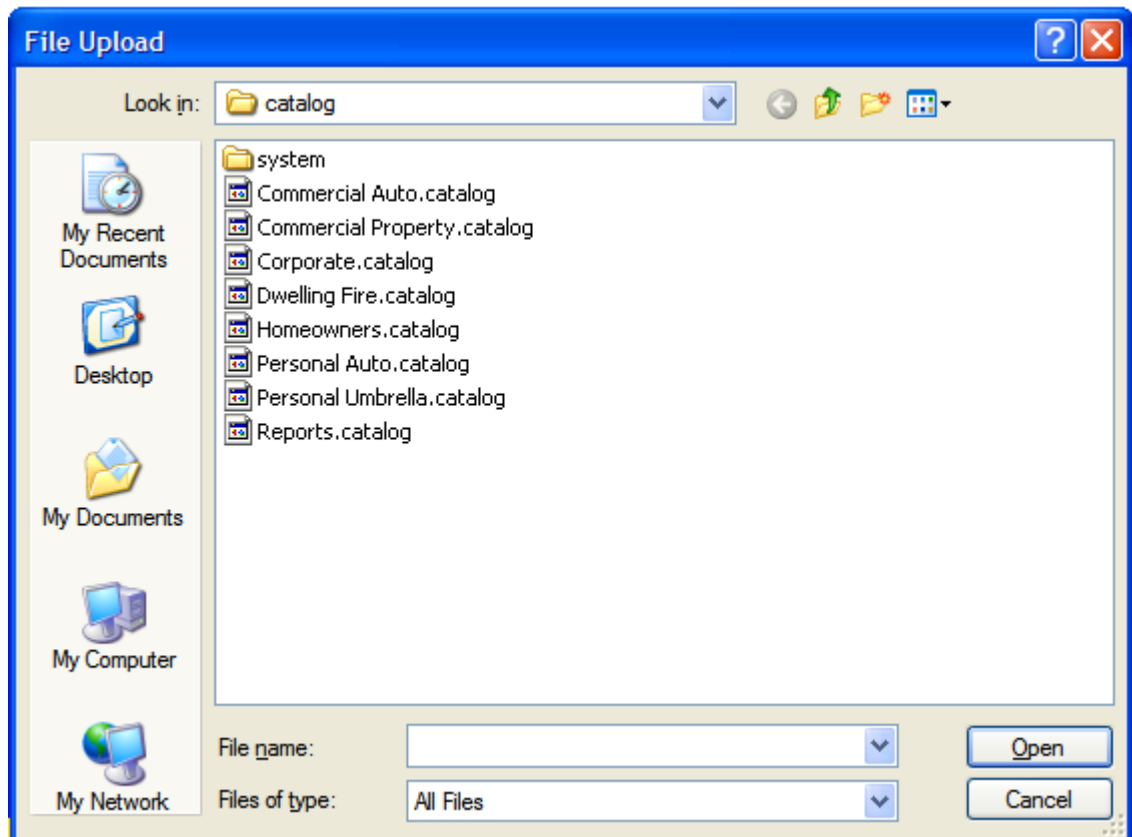 File Upload
Look in:
catalog
My Recent
Documents
Desktop
My Documents
My Computer
My Network
system
Commercial Auto.catalog
Commercial Property.catalog
Corporate.catalog
Dwelling Fire.catalog
Homeowners.catalog
Personal Auto.catalog
Personal Umbrella.catalog
Reports.catalog
File name:
Open
Files of type:
All Files
Cancel